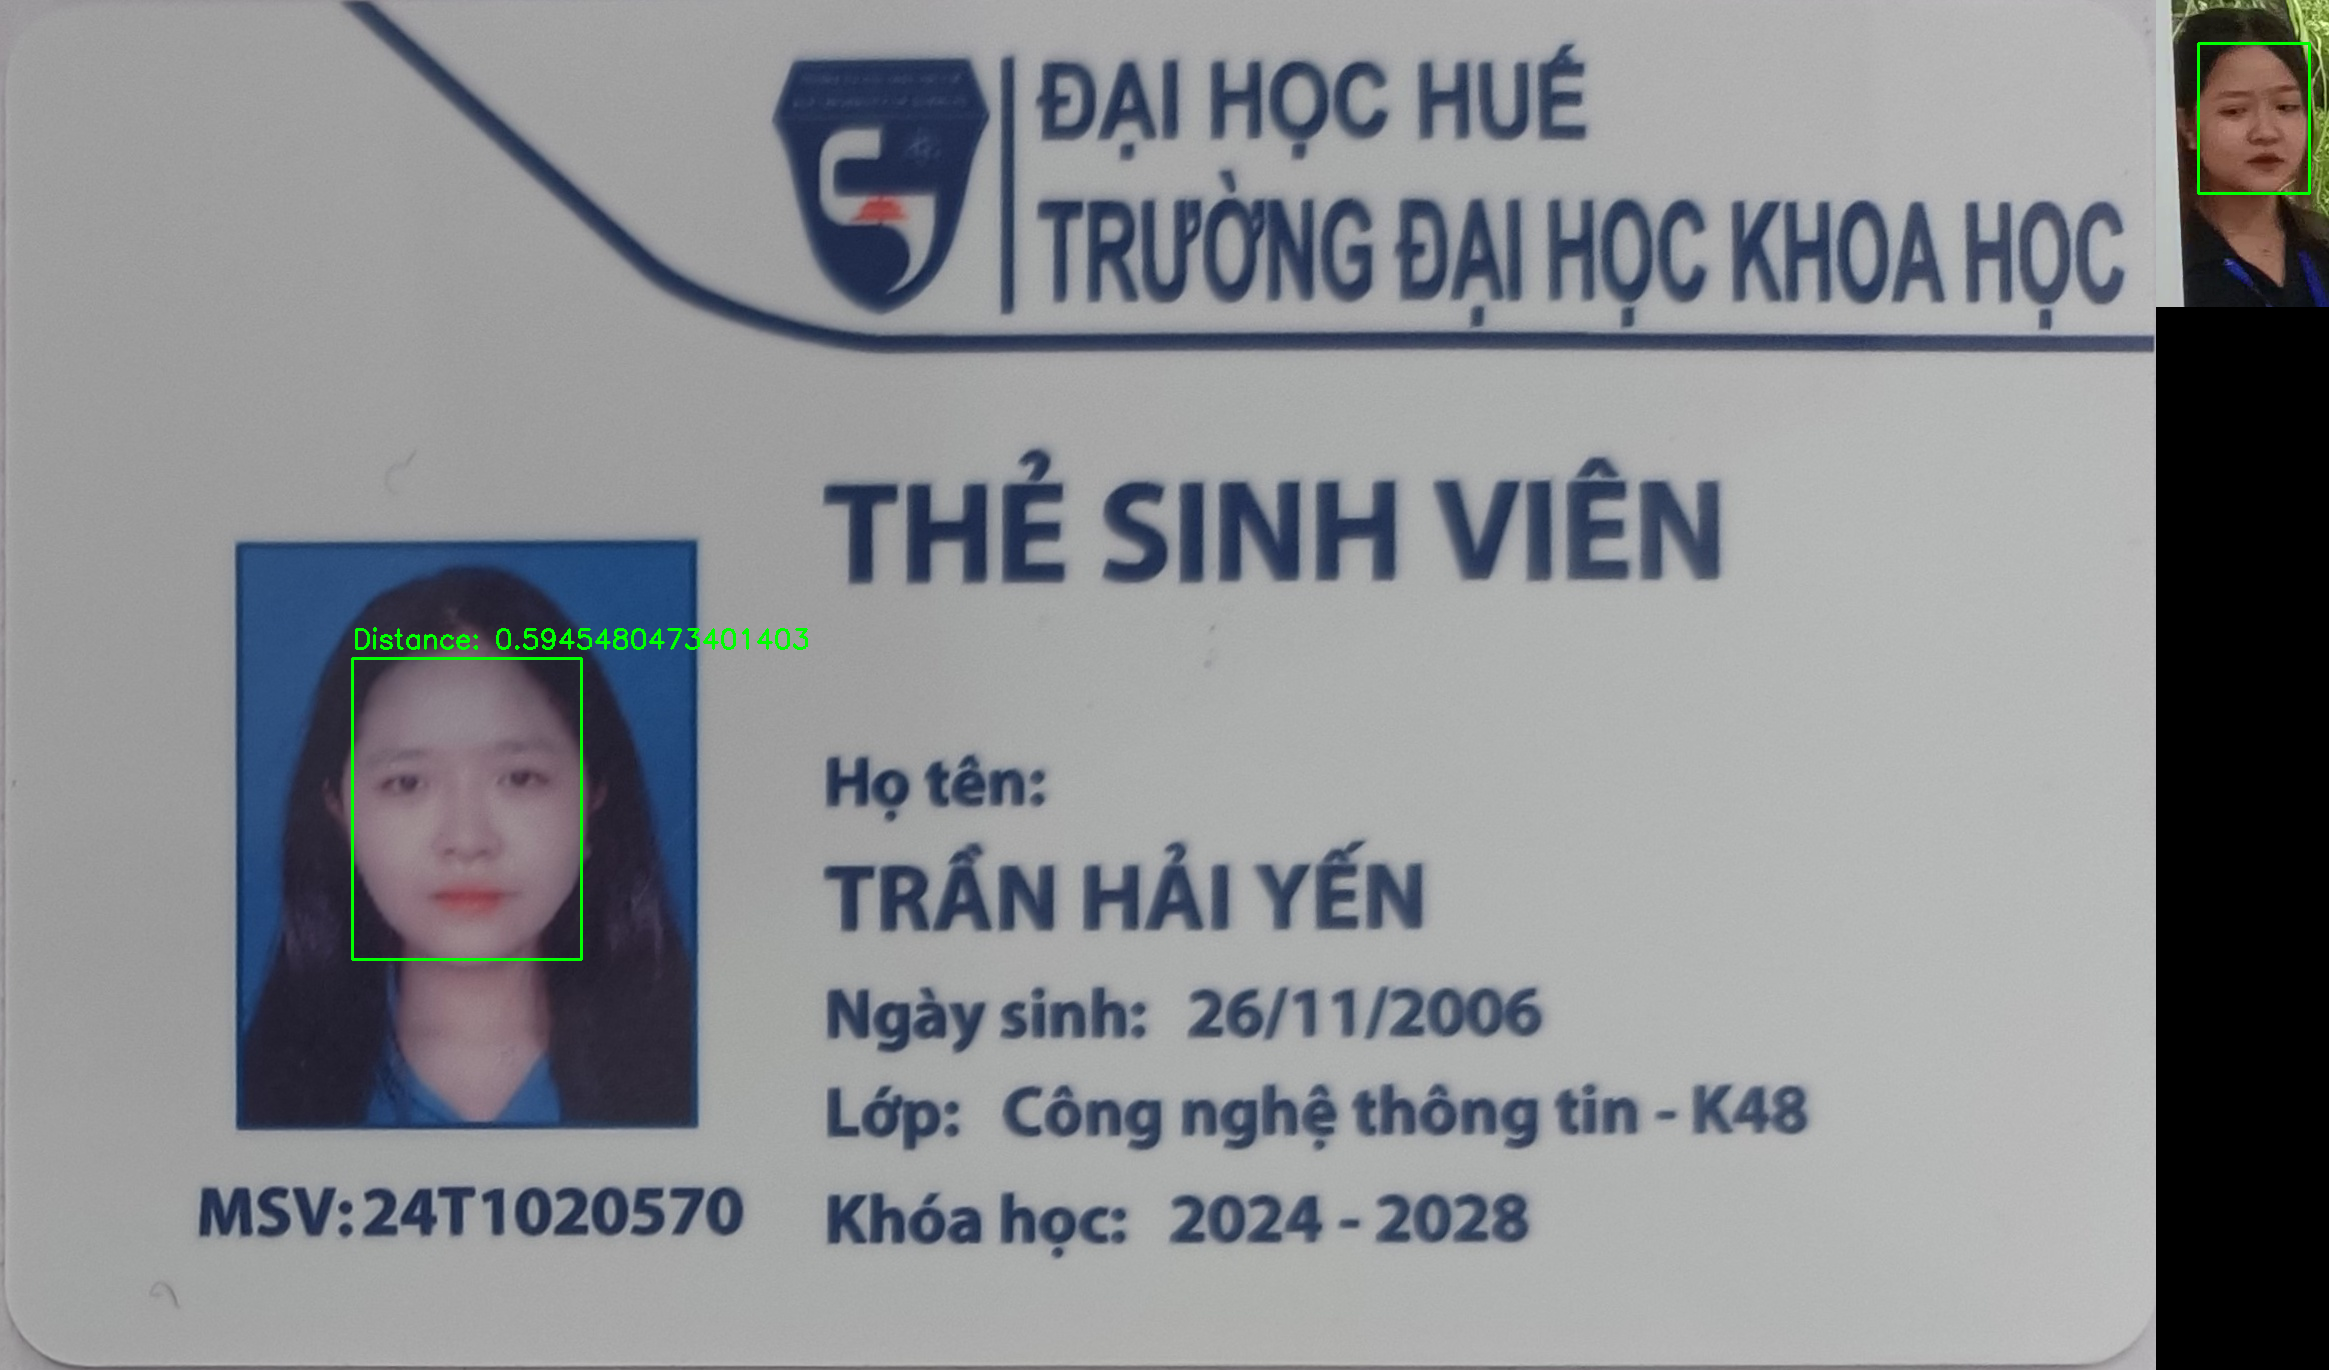 ĐẠI HỌC HUẾ
TRƯỜNG ĐẠI HỌC KHOA HỌC
THẺ SINH VIÊN
Distance: 0.5945480473401403
Họ tên:
TRẦN HẢI YẾN
Ngày sinh: 26/11/2006
Lớp: Công nghệ thông tin - K48
MSV: 24T1020570
Khóa học: 2024 - 2028